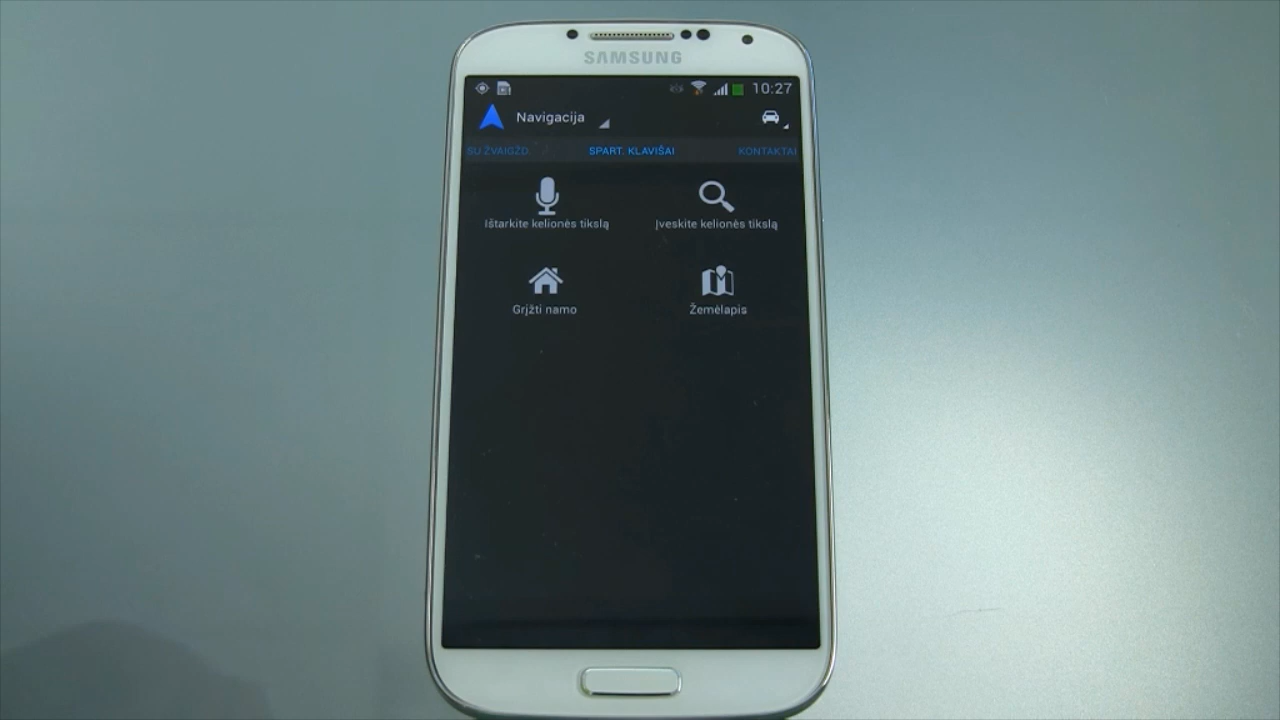 SAMSUNG
10:27
Navigacija
SU ŽVAIGŽD. SPART. KLAVIŠAI KONTAKTAI
Ištarkite kelionės tikslą Įveskite kelionės tikslą
Grįžti namo Žemėlapis